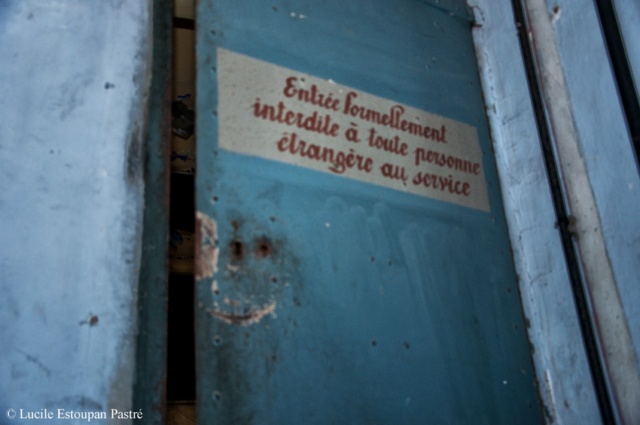 Entrée formellement
interdite à toute personne
étrangère au service
© Lucile Estoupan Pastré